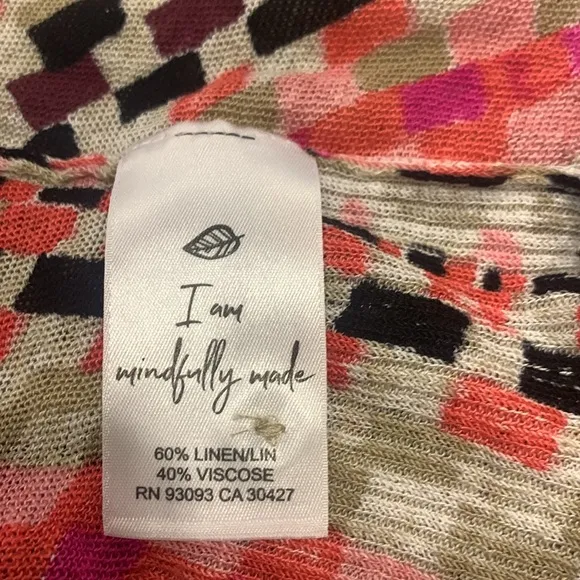 I am
mindfully made
60% LINEN/LIN
40% VISCOSE
RN 93093 CA 30427